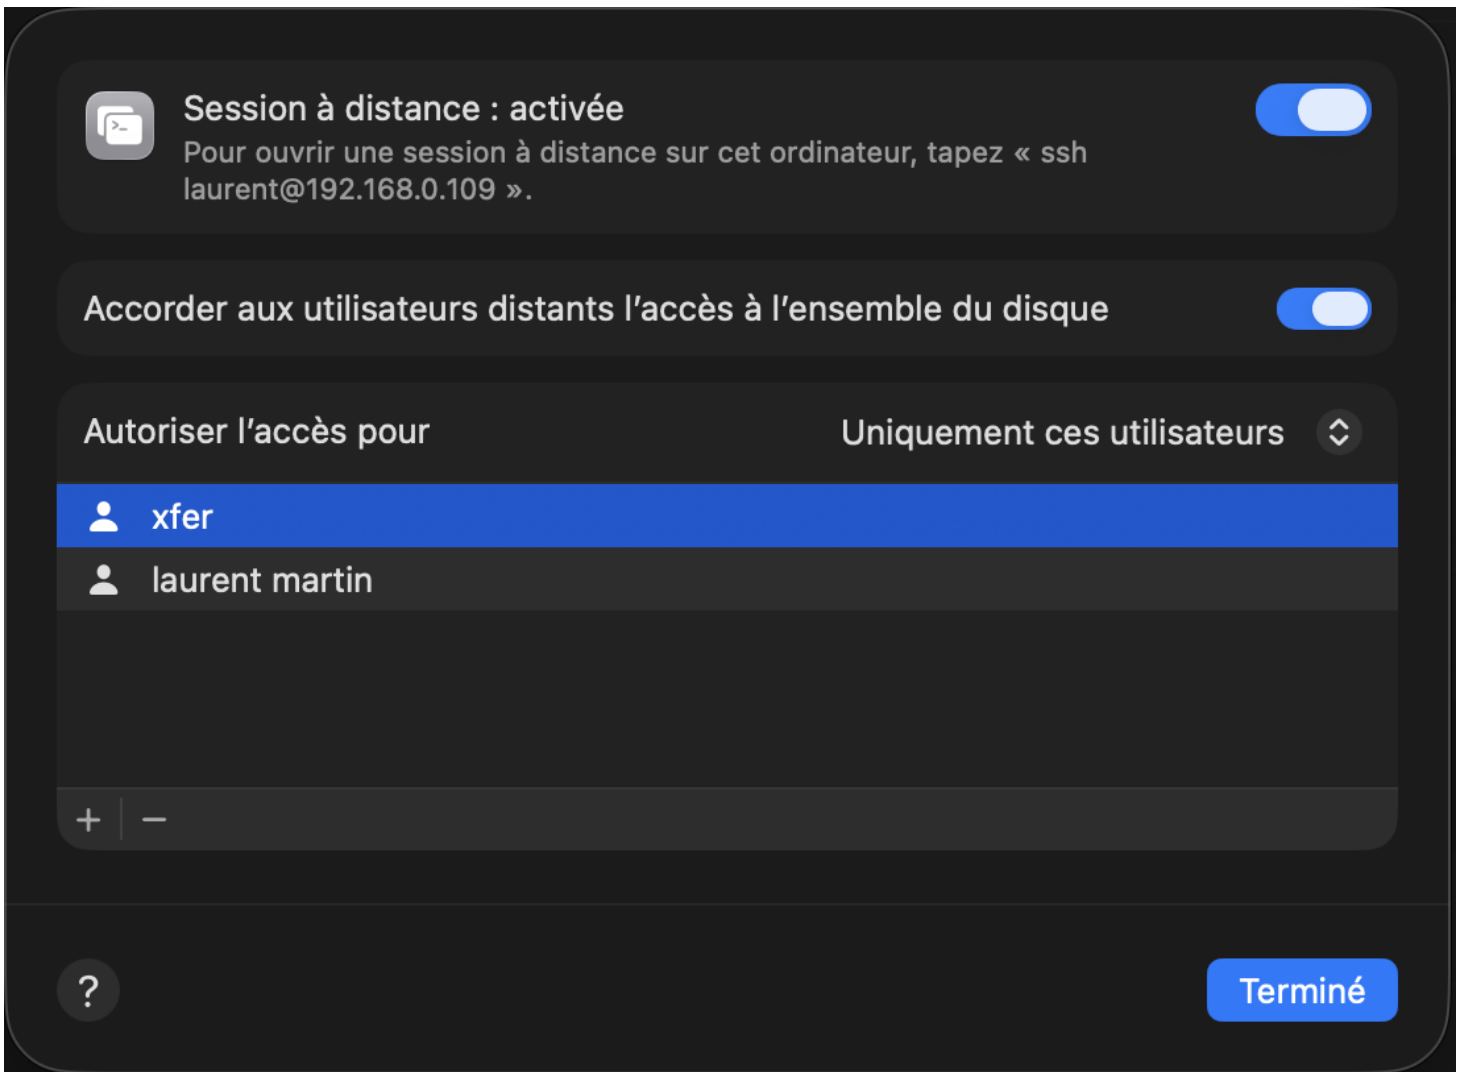 Session à distance : activée
Pour ouvrir une session à distance sur cet ordinateur, tapez « ssh
laurent@192.168.0.109 ».
Accorder aux utilisateurs distants l’accès à l’ensemble du disque
Autoriser l’accès pour
Uniquement ces utilisateurs
xfer
laurent martin
+ −
?
Terminé